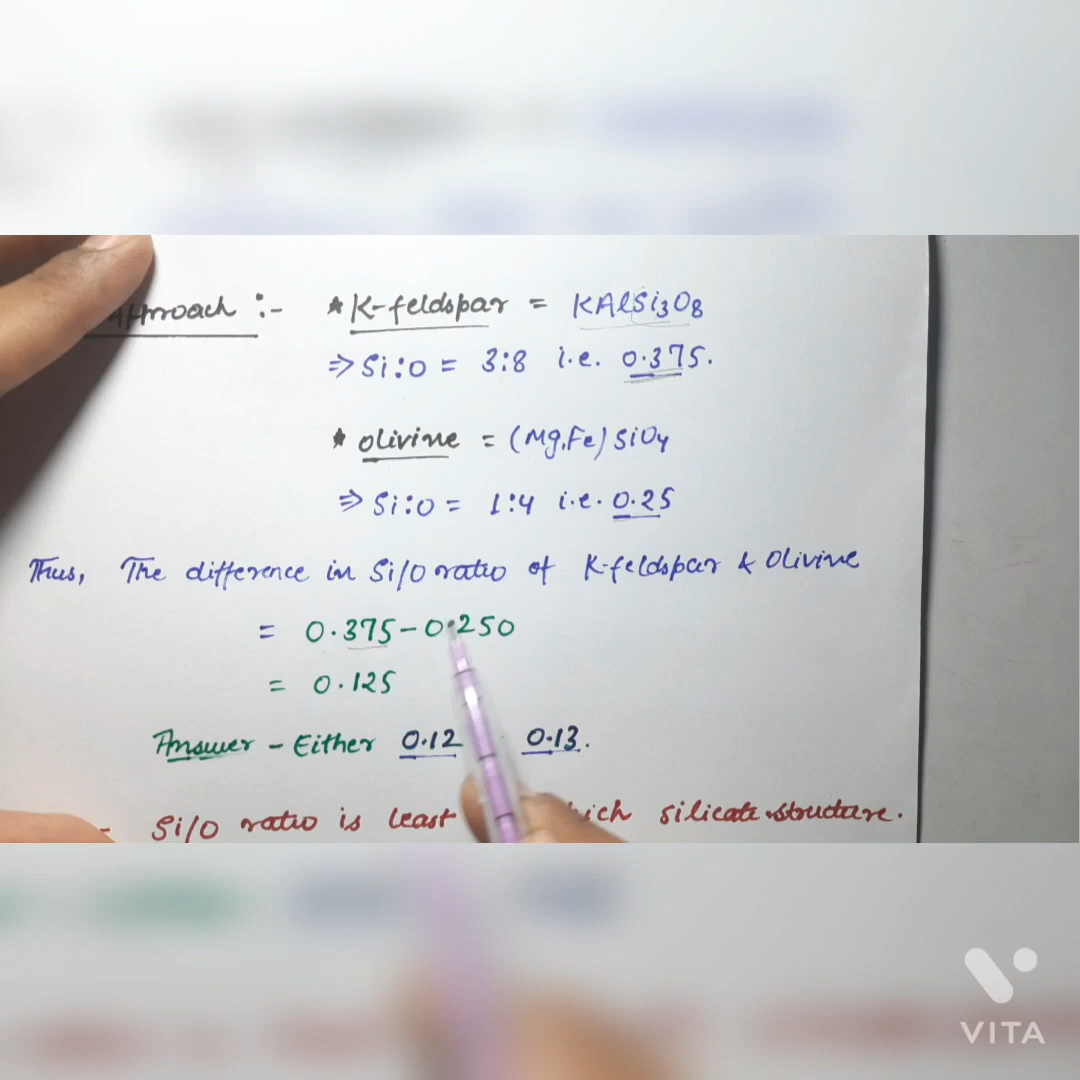 Approach :- * K-feldspar = KAlSi3O8
⇒ Si:O = 3:8 i.e. 0.375.
* Olivine = (Mg,Fe)SiO4
⇒ Si:O = 1:4 i.e. 0.25
Thus, The difference in Si/O ratio of K-feldspar & Olivine
= 0.375-0.250
= 0.125
Answer - Either 0.12 0.13.
- Si/O ratio is least silicate structure.
VITA